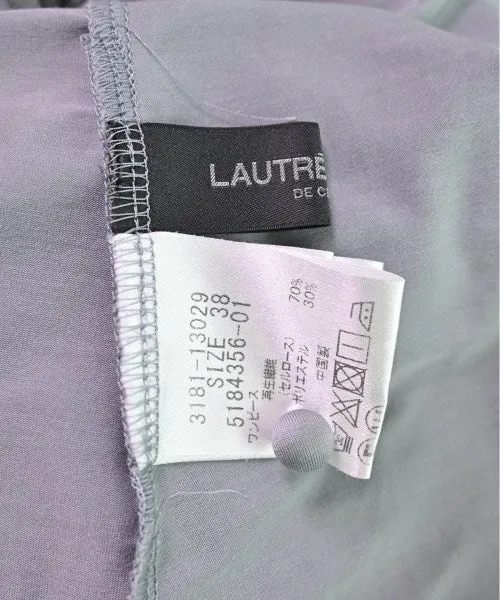 LAUTRÈ
DE C
3181-13029
SIZE 38
5184356-01
ワンピース
再生繊維
(セルロース) 70%
ポリエステル 30%
中国製